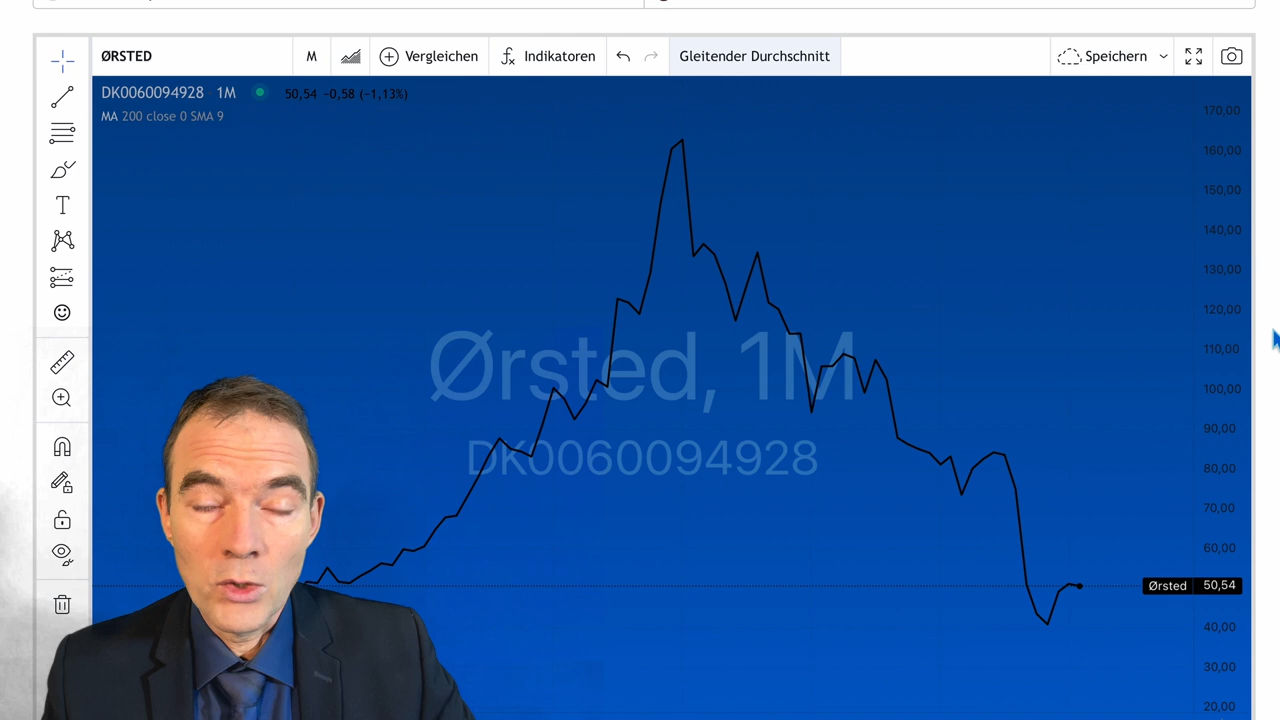 ØRSTED M Vergleichen Indikatoren Gleitender Durchschnitt Speichern
DK0060094928 1M 50,54 −0,58 (−1,13%)
MA 200 close 0 SMA 9
170,00
160,00
150,00
140,00
130,00
120,00
110,00
100,00
90,00
80,00
70,00
60,00
Ørsted 50,54
40,00
30,00
20,00
Ørsted, 1M
DK0060094928